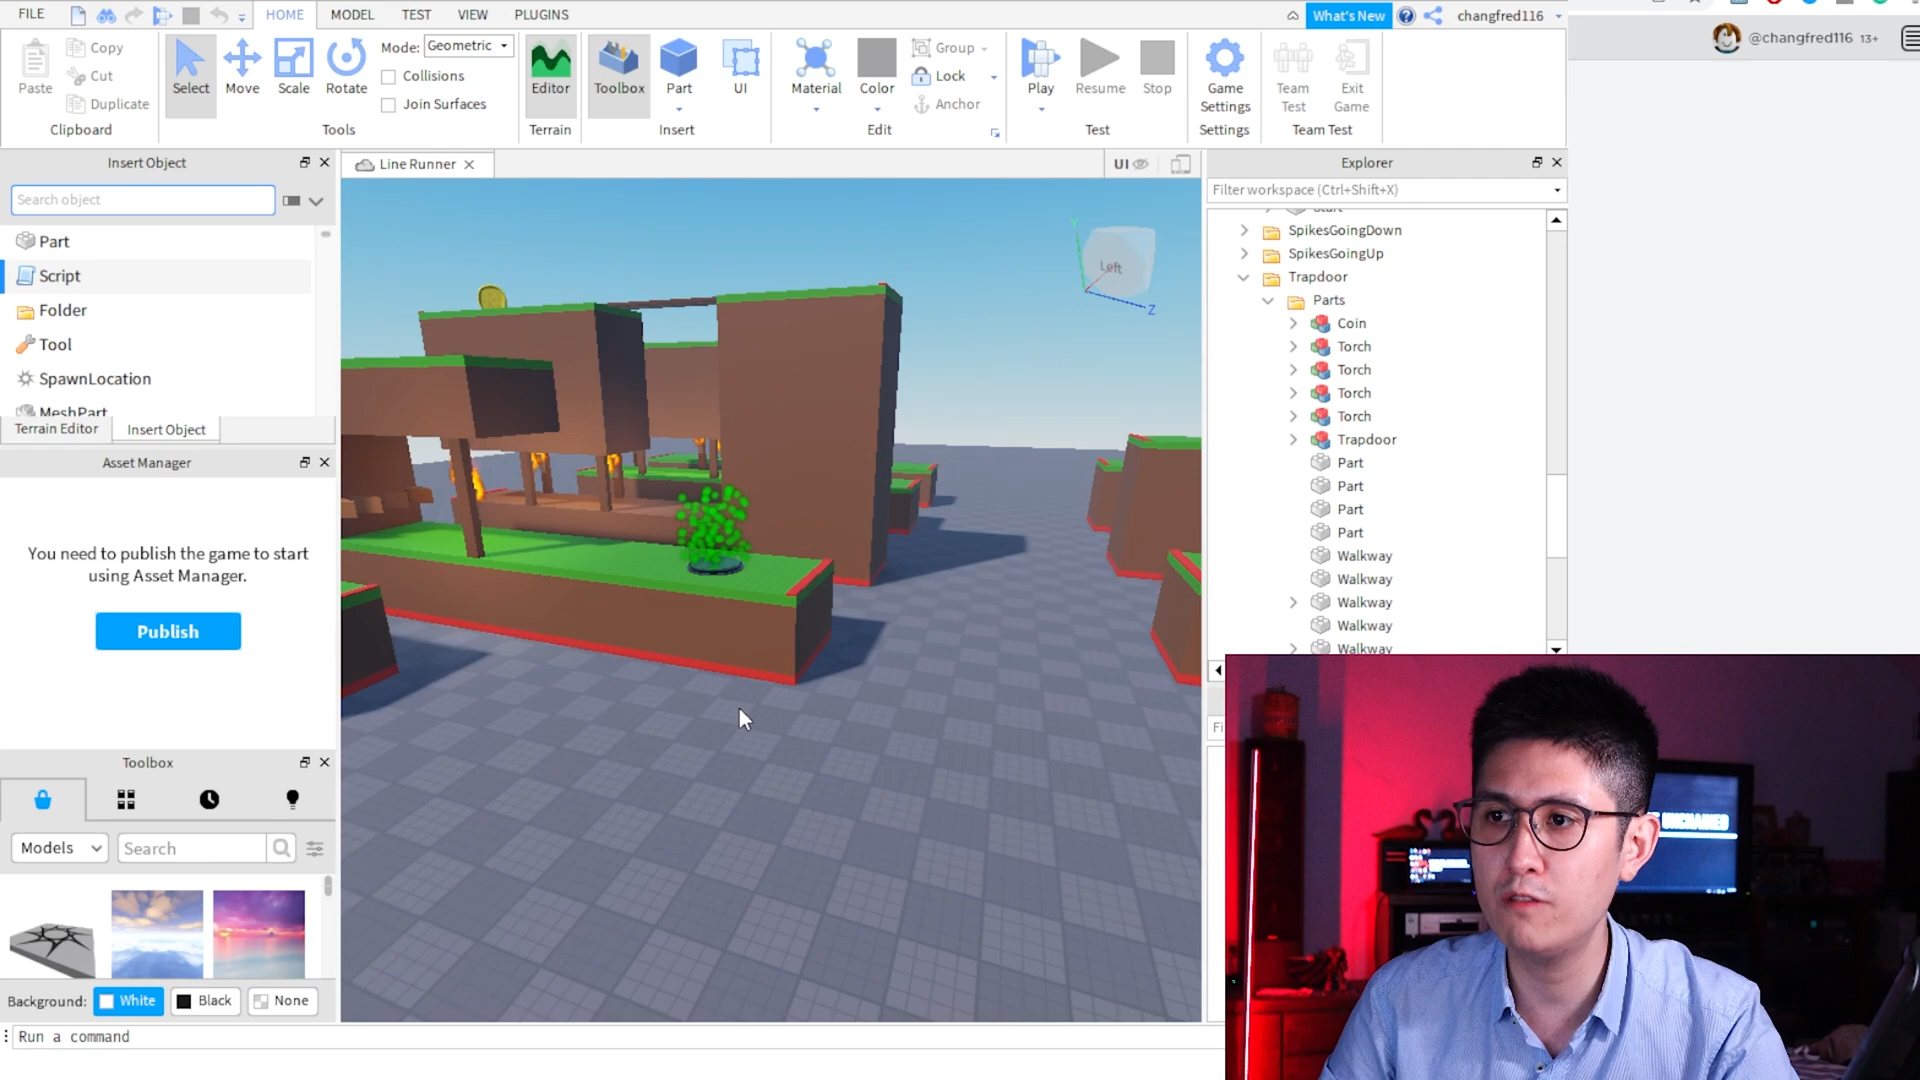 FILE HOME MODEL TEST VIEW PLUGINS What's New changfred116
@changfred116 13+
Paste Copy Cut Duplicate Clipboard
Select Move Scale Rotate Mode: Geometric Collisions Join Surfaces Tools
Editor Terrain
Toolbox Part UI Insert
Material Color Group Lock Anchor Edit
Play Resume Stop Test
Game Settings Settings
Team Test Exit Game Team Test
Insert Object
Search object
Part
Script
Folder
Tool
SpawnLocation
MeshPart
Terrain Editor Insert Object
Asset Manager
You need to publish the game to start
using Asset Manager.
Publish
Toolbox
Models Search
Background: White Black None
Run a command
Line Runner UI
Y
Left
Z
Explorer
Filter workspace (Ctrl+Shift+X)
Start
SpikesGoingDown
SpikesGoingUp
Trapdoor
Parts
Coin
Torch
Torch
Torch
Torch
Trapdoor
Part
Part
Part
Part
Walkway
Walkway
Walkway
Walkway
Walkway
Fi